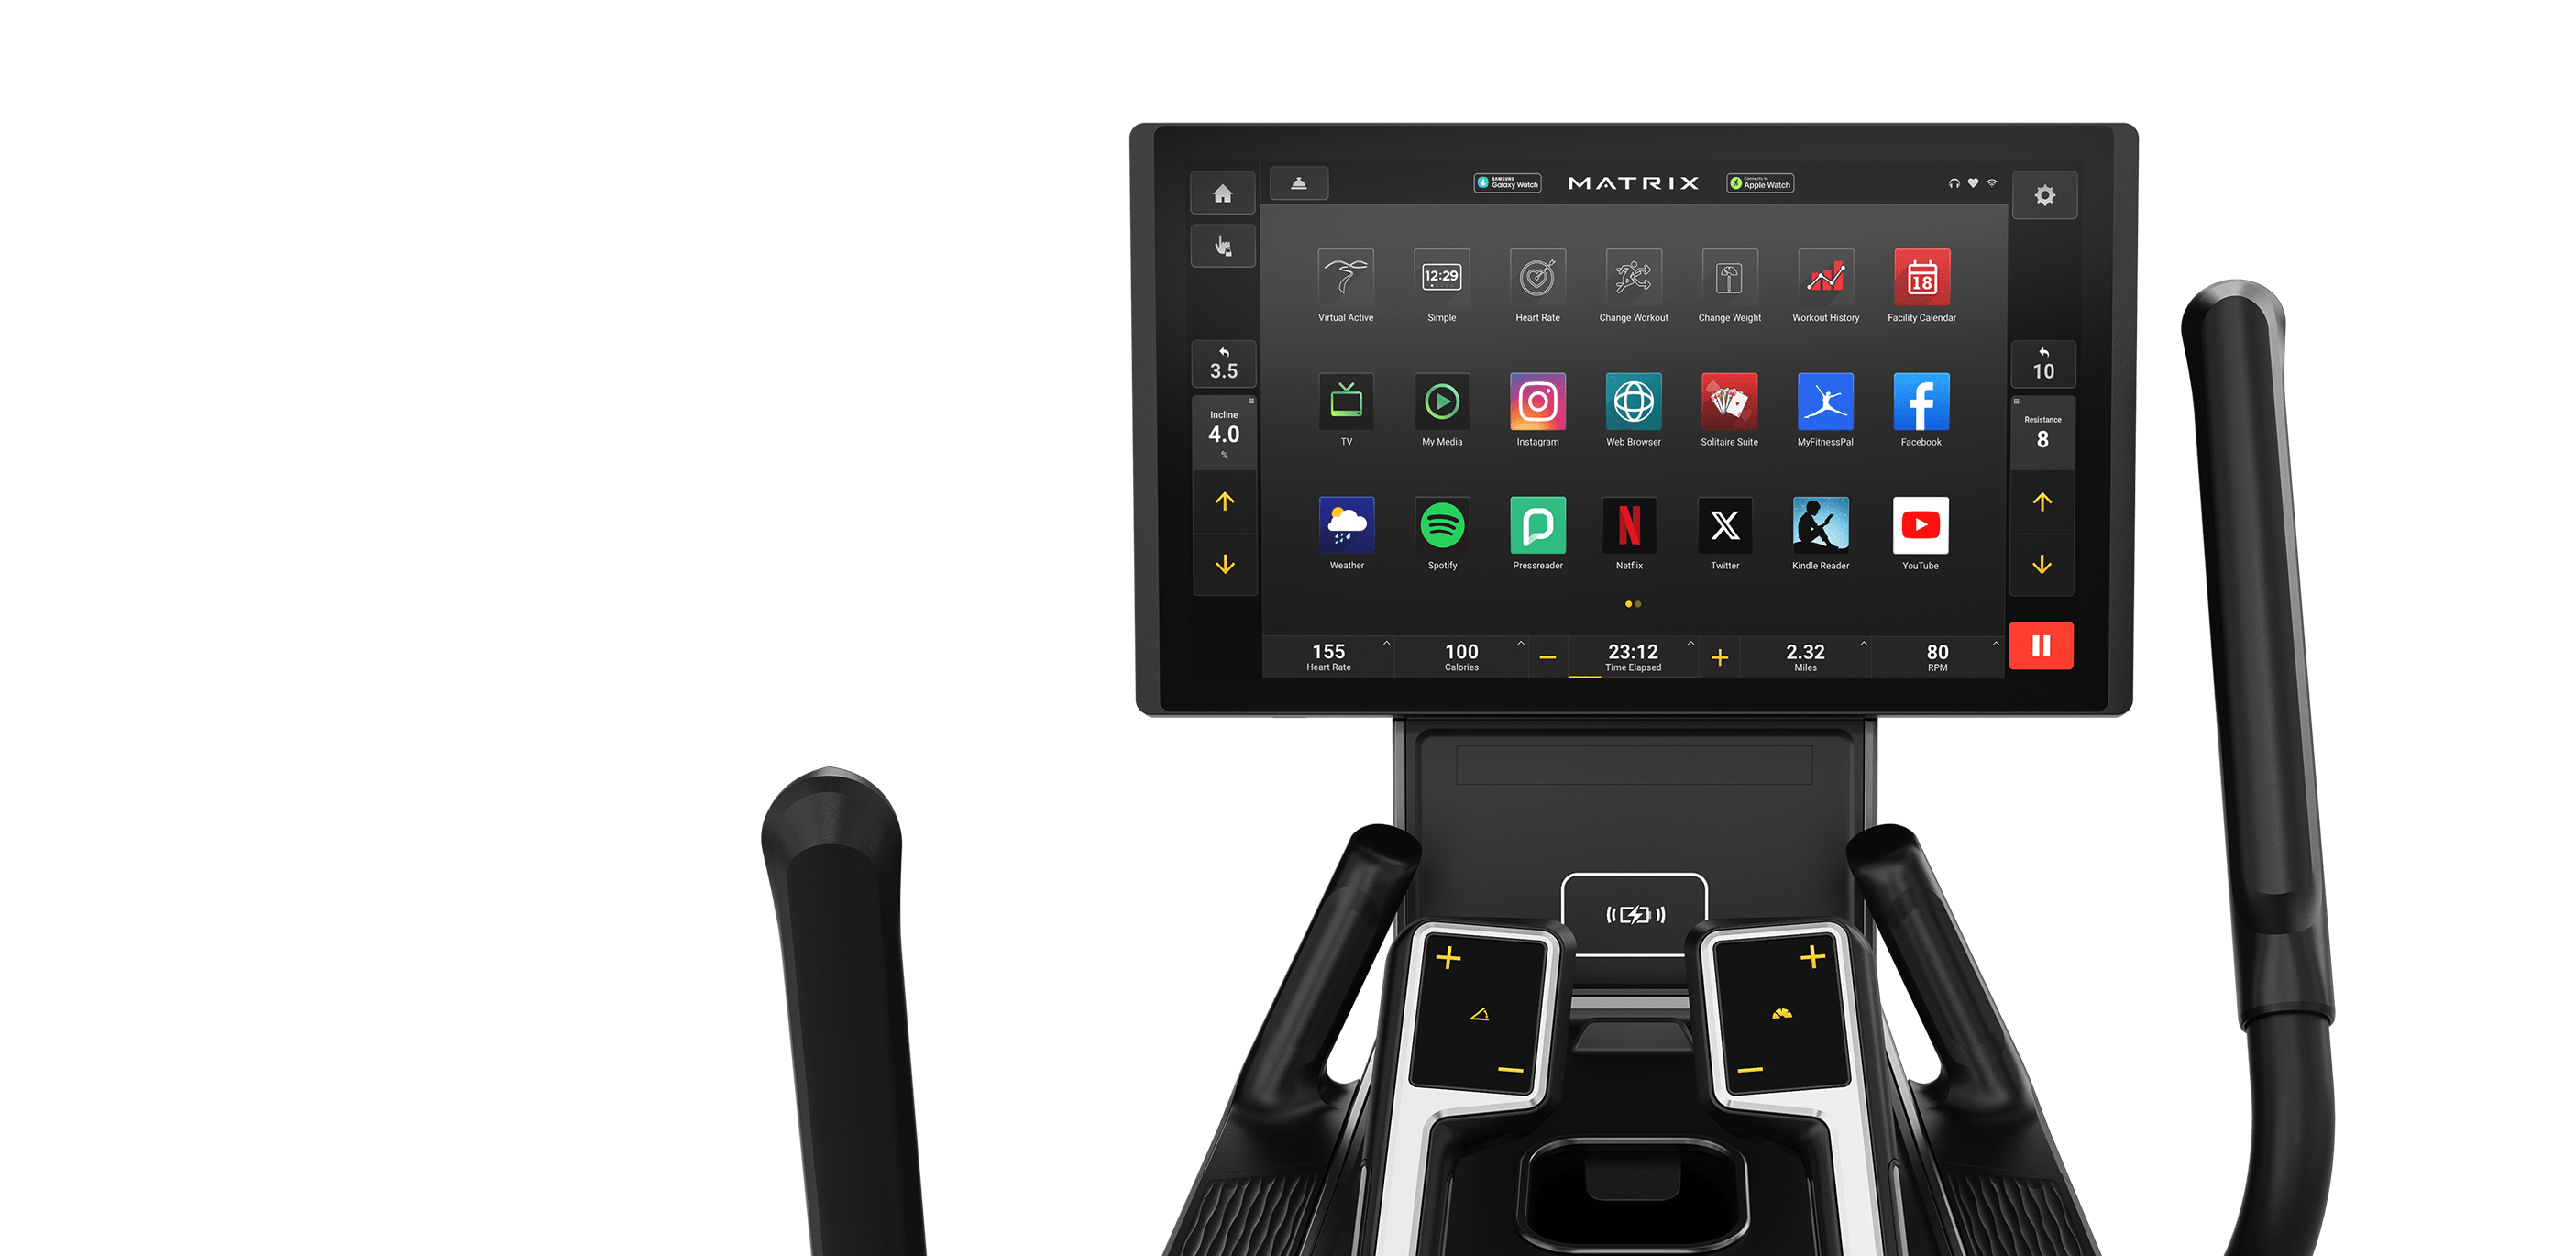 SAMSUNG
Galaxy Watch
MATRIX
Connects to
Apple Watch
12:29
18
Virtual Active
Simple
Heart Rate
Change Workout
Change Weight
Workout History
Facility Calendar
3.5
10
Incline
4.0
%
Resistance
8
TV
My Media
Instagram
Web Browser
Solitaire Suite
MyFitnessPal
Facebook
Weather
Spotify
Pressreader
Netflix
Twitter
Kindle Reader
YouTube
155
Heart Rate
100
Calories
23:12
Time Elapsed
2.32
Miles
80
RPM